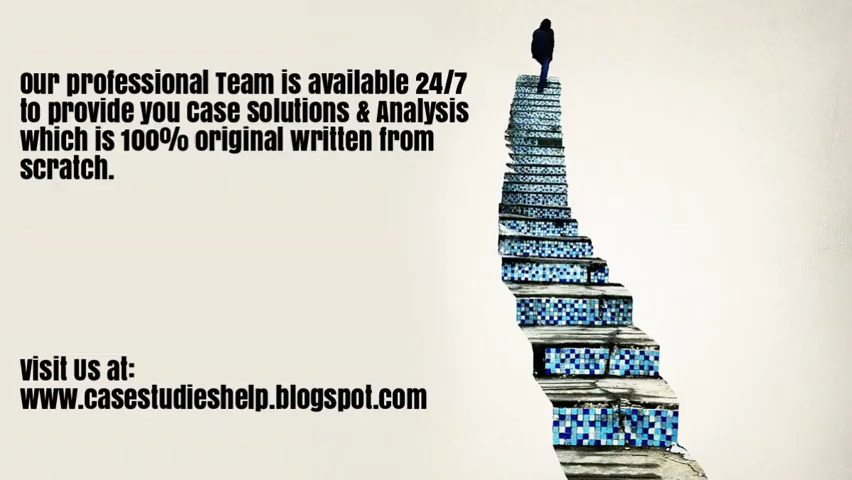 Our professional Team is available 24/7
to provide you Case Solutions & Analysis
which is 100% original written from
scratch.
Visit Us at:
www.casestudieshelp.blogspot.com